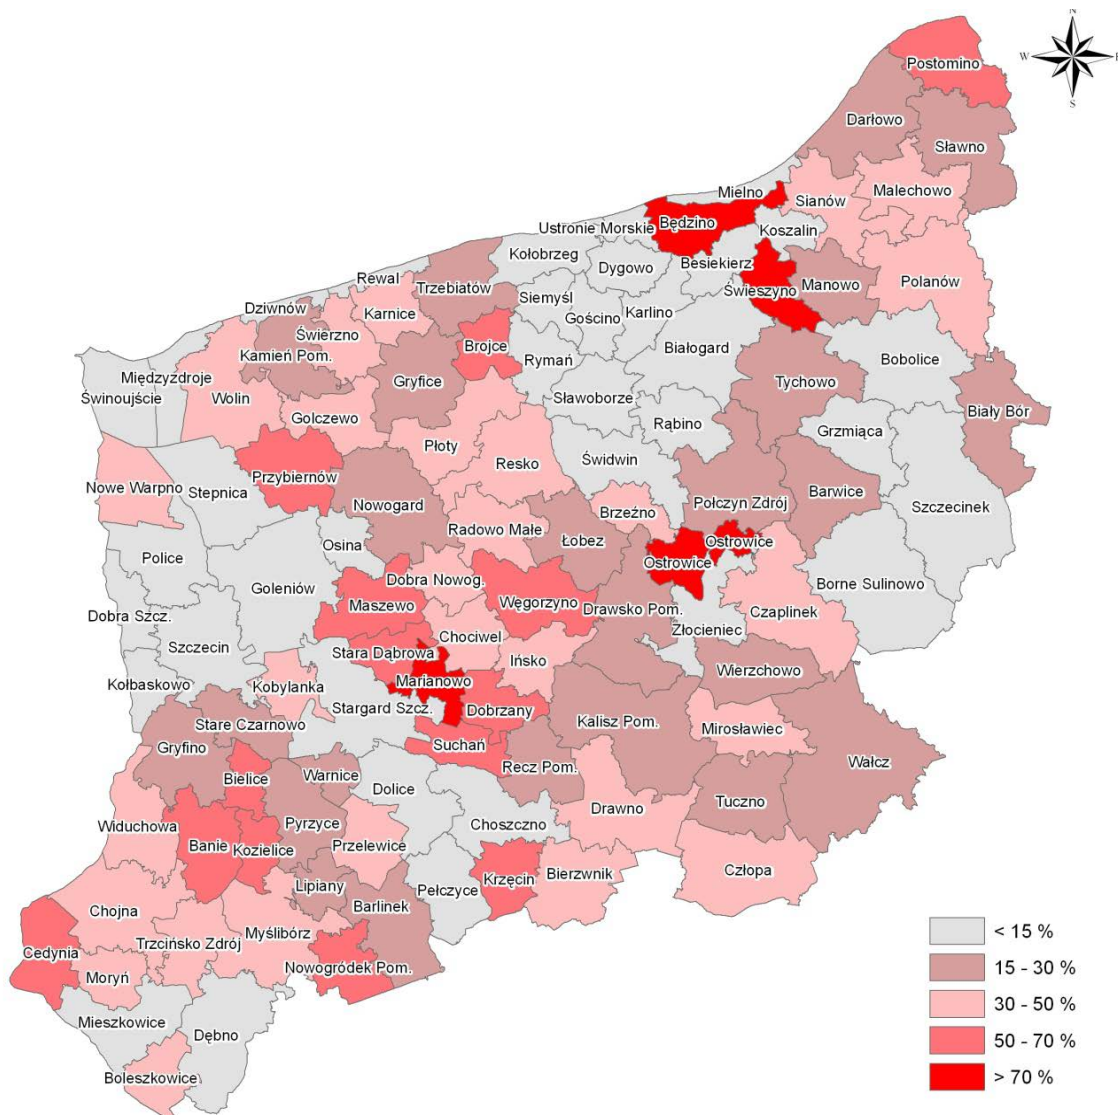 N
W
E
S
Postomino
Darłowo
Sławno
Mielno
Sianów
Malechowo
Ustronie Morskie
Będzino
Koszalin
Kołobrzeg
Dygowo
Besiekierz
Rewal
Trzebiatów
Siemyśl
Świeszyno
Manowo
Polanów
Dziwnów
Karnice
Gościno
Karlino
Świerzno
Kamień Pom.
Brojce
Rymań
Białogard
Bobolice
Międzyzdroje
Gryfice
Tychowo
Świnoujście
Wolin
Sławoborze
Golczewo
Rąbino
Biały Bór
Grzmiąca
Płoty
Resko
Świdwin
Przybiernów
Nowe Warpno
Stepnica
Nowogard
Połczyn Zdrój
Barwice
Szczecinek
Brzeźno
Radowo Małe
Łobez
Ostrowice
Osina
Police
Ostrowice
Goleniów
Dobra Nowog.
Borne Sulinowo
Maszewo
Węgorzyno
Drawsko Pom.
Czaplinek
Dobra Szcz.
Złocieniec
Chociwel
Szczecin
Stara Dąbrowa
Ińsko
Wierzchowo
Kołbaskowo
Kobylanka
Marianowo
Stargard Szcz.
Dobrzany
Stare Czarnowo
Kalisz Pom.
Mirosławiec
Gryfino
Suchań
Recz Pom.
Wałcz
Bielice
Warnice
Dolice
Tuczno
Drawno
Widuchowa
Pyrzyce
Choszczno
Banie
Kozielice
Przelewice
Człopa
Krzęcin
Bierzwnik
Lipiany
Pełczyce
Barlinek
Chojna
Myślibórz
Trzcińsko Zdrój
Cedynia
Moryń
Nowogródek Pom.
Mieszkowice
Dębno
Boleszkowice
< 15 %
15 - 30 %
30 - 50 %
50 - 70 %
> 70 %